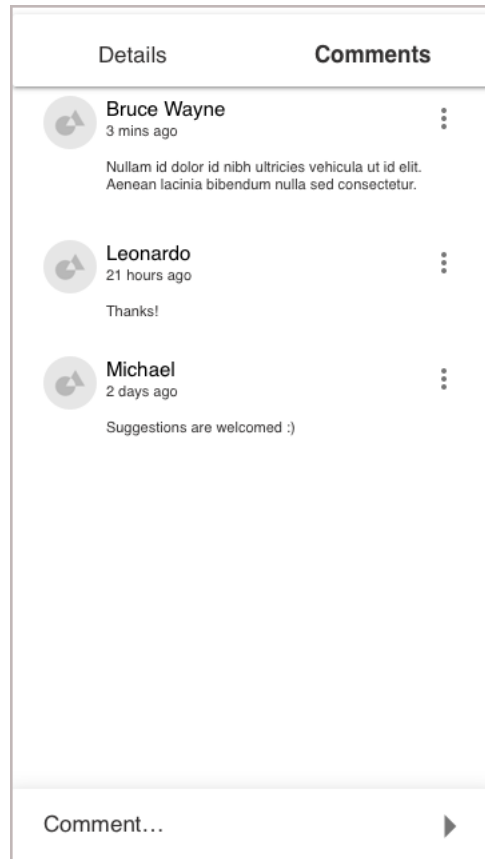 Details
Comments
Bruce Wayne
3 mins ago
Nullam id dolor id nibh ultricies vehicula ut id elit.
Aenean lacinia bibendum nulla sed consectetur.
Leonardo
21 hours ago
Thanks!
Michael
2 days ago
Suggestions are welcomed :)
Comment...